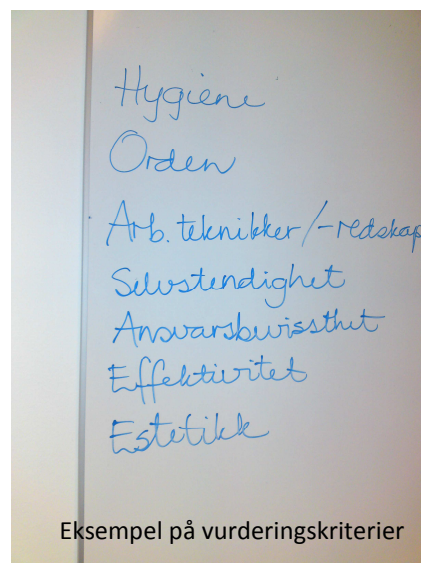 Hygiene
Orden
Arb. teknikker/-redskap
Selvstendighet
Ansvarsbevissthet
Effektivitet
Estetikk
Eksempel på vurderingskriterier